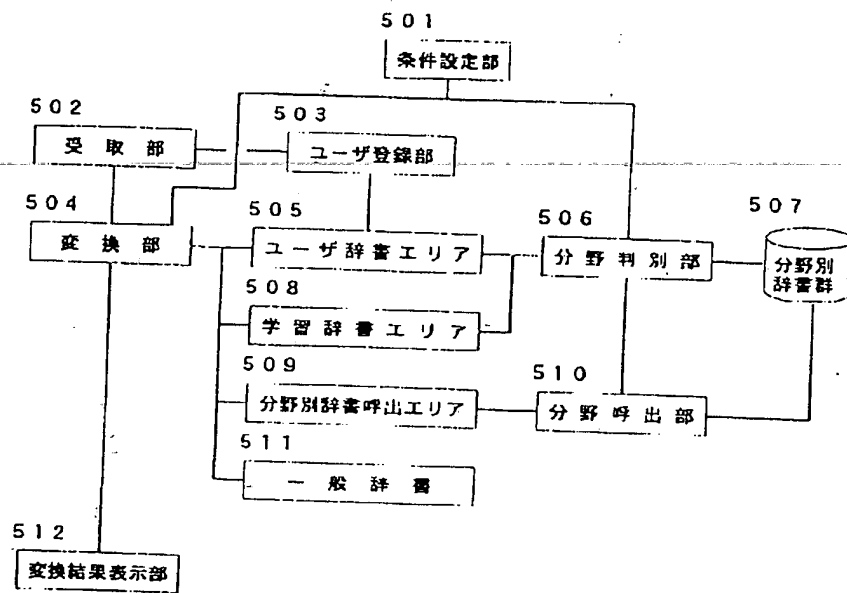 501
条件設定部
502
受取部
503
ユーザ登録部
504
変換部
505
ユーザ辞書エリア
506
分野判別部
507
分野別
辞書群
508
学習辞書エリア
509
分野別辞書呼出エリア
510
分野呼出部
511
一般辞書
512
変換結果表示部